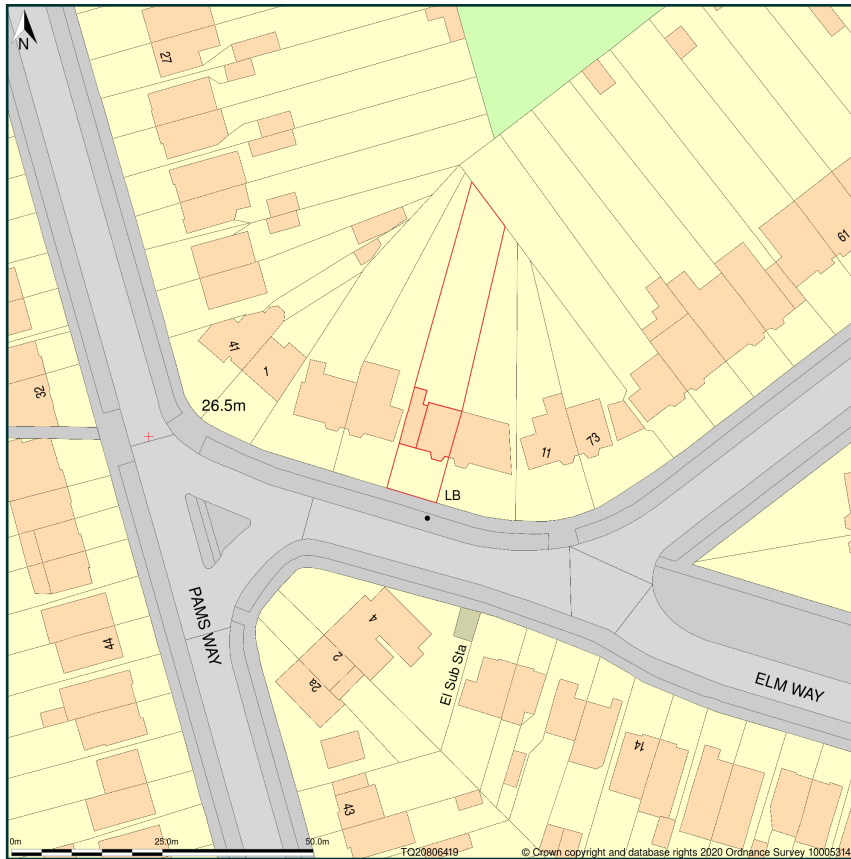 N
27
61
41
1
32
26.5m
11
73
LB
PAMS WAY
44
4
2
2a
El Sub Sta
ELM WAY
14
43
0m 25.0m 50.0m
TQ20806419
© Crown copyright and database rights 2020 Ordnance Survey 10005314